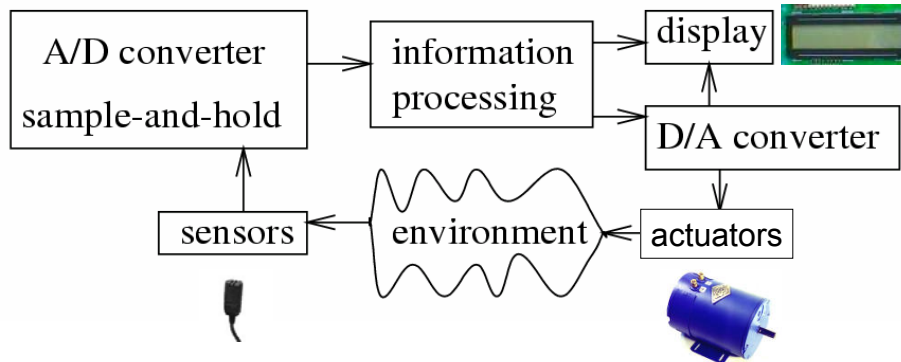 A/D converter
sample-and-hold
information
processing
display
D/A converter
sensors
environment
actuators